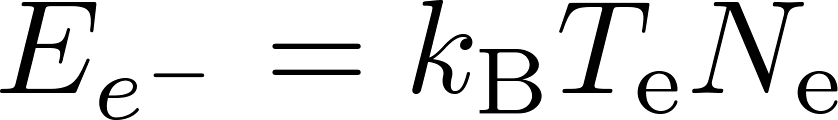 E_{e^-} = k_B T_e N_e